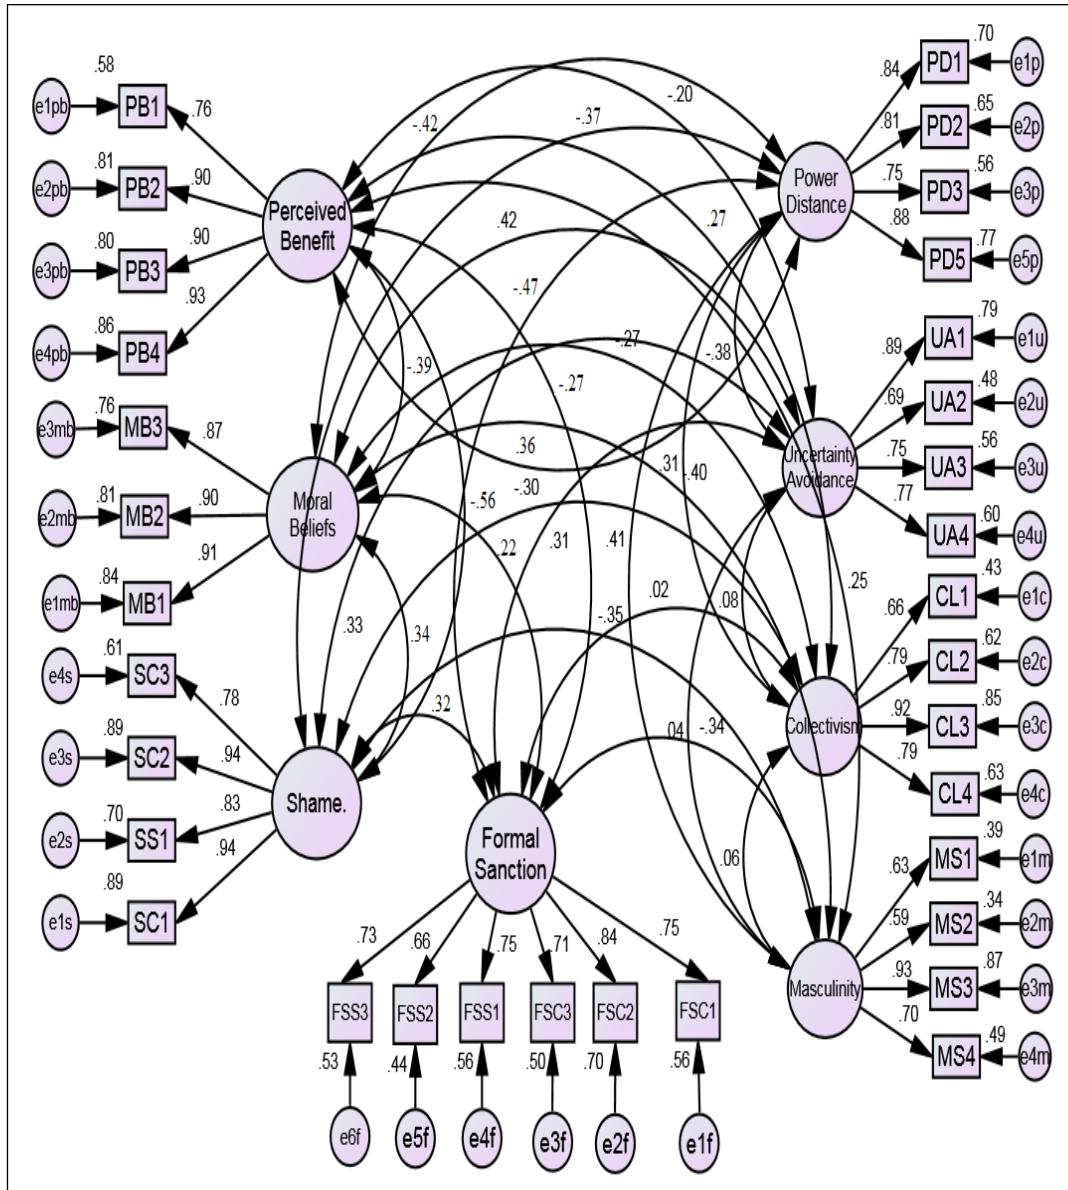 .58
e1pb
PB1
.76
.81
e2pb
PB2
.90
.80
e3pb
PB3
.90
.86
e4pb
PB4
.93
Perceived
Benefit
.76
e3mb
MB3
.87
.81
e2mb
MB2
.90
.84
e1mb
MB1
.91
Moral
Beliefs
.61
e4s
SC3
.78
.89
e3s
SC2
.94
.70
e2s
SS1
.83
.89
e1s
SC1
.94
Shame.
-.20
-.42
-.37
.42
.27
-.47
-.27
-.38
-.39
-.27
.36
.31
-.40
-.56
-.30
.22
.31
.41
.25
.33
.34
.02
-.35
.08
.32
.04
-.34
.06
Formal
Sanction
.73
.66
.75
.71
.84
.75
FSS3
FSS2
FSS1
FSC3
FSC2
FSC1
.53
.44
.56
.50
.70
.56
e6f
e5f
e4f
e3f
e2f
e1f
Power
Distance
.84
PD1
.70
e1p
.81
PD2
.65
e2p
.75
PD3
.56
e3p
.88
PD5
.77
e5p
Uncertainty
Avoidance
.89
UA1
.79
e1u
.69
UA2
.48
e2u
.75
UA3
.56
e3u
.77
UA4
.60
e4u
Collectivism
.66
CL1
.43
e1c
.79
CL2
.62
e2c
.92
CL3
.85
e3c
.79
CL4
.63
e4c
Masculinity
.63
MS1
.39
e1m
.59
MS2
.34
e2m
.93
MS3
.87
e3m
.70
MS4
.49
e4m